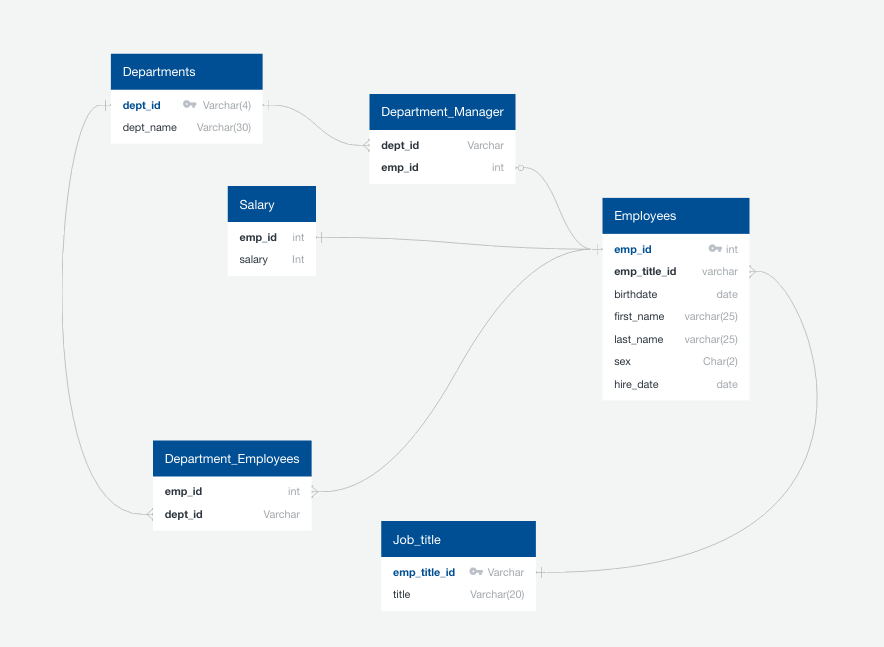 Departments
dept_id Varchar(4)
dept_name Varchar(30)
Department_Manager
dept_id Varchar
emp_id int
Salary
emp_id int
salary Int
Employees
emp_id int
emp_title_id varchar
birthdate date
first_name varchar(25)
last_name varchar(25)
sex Char(2)
hire_date date
Department_Employees
emp_id int
dept_id Varchar
Job_title
emp_title_id Varchar
title Varchar(20)